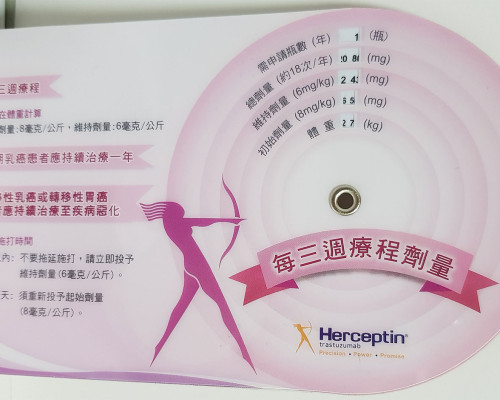 三週療程
在體重計算
劑量:8毫克/公斤，維持劑量:6毫克/公斤
乳癌患者應持續治療一年
性乳癌或轉移性胃癌
應持續治療至疾病惡化
施打時間
內: 不要拖延施打，請立即投予
維持劑量(6毫克/公斤)。
天: 須重新投予起始劑量
(8毫克/公斤)。
需申請瓶數 (年) 1 (瓶)
總劑量 (約18次/年) (mg)
維持劑量 (6mg/kg) (mg)
初始劑量 (8mg/kg) (mg)
體 重 (kg)
每三週療程劑量
Herceptin®
trastuzumab
Precision • Power • Promise